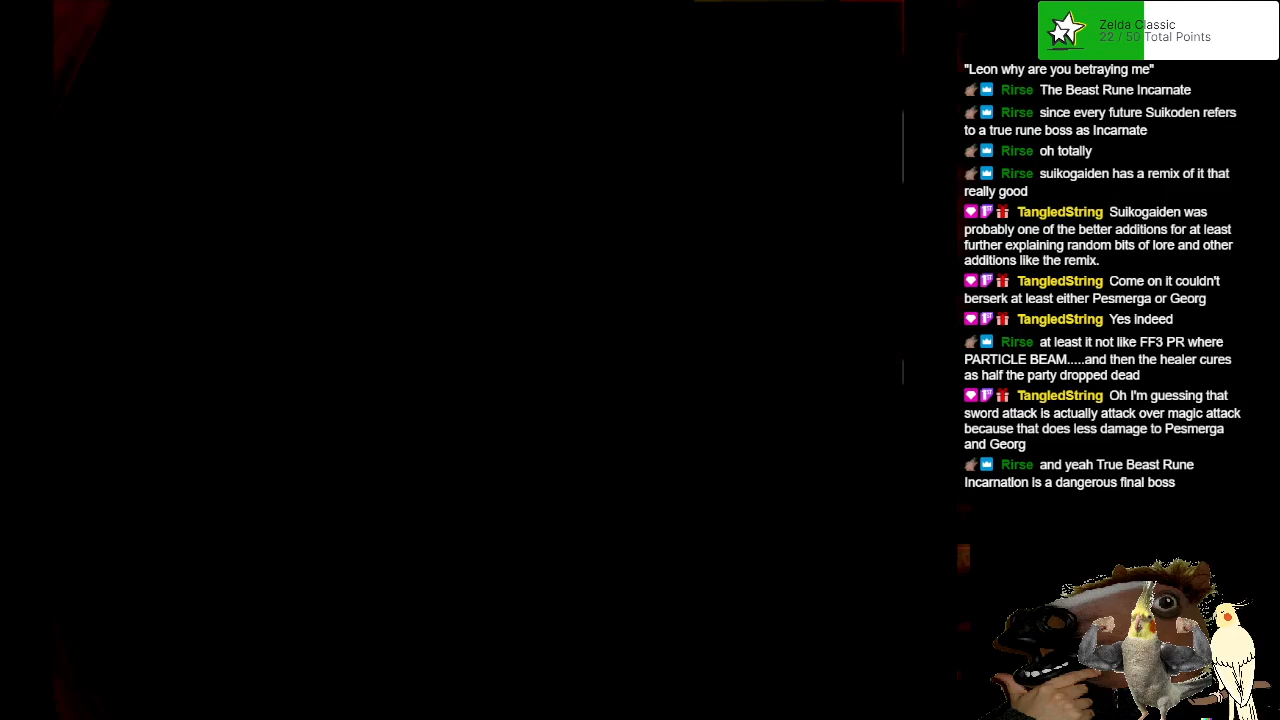 Zelda Classic
22 / 50 Total Points
"Leon why are you betraying me"
Rirse The Beast Rune Incarnate
Rirse since every future Suikoden refers
to a true rune boss as Incarnate
Rirse oh totally
Rirse suikogaiden has a remix of it that
really good
TangledString Suikogaiden was
probably one of the better additions for at least
further explaining random bits of lore and other
additions like the remix.
TangledString Come on it couldn't
berserk at least either Pesmerga or Georg
TangledString Yes indeed
Rirse at least it not like FF3 PR where
PARTICLE BEAM.....and then the healer cures
as half the party dropped dead
TangledString Oh I'm guessing that
sword attack is actually attack over magic attack
because that does less damage to Pesmerga
and Georg
Rirse and yeah True Beast Rune
Incarnation is a dangerous final boss